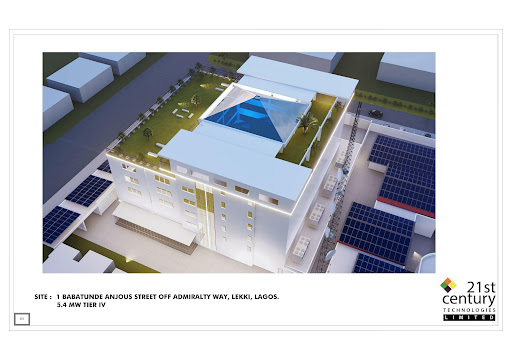 SITE : 1 BABATUNDE ANJOUS STREET OFF ADMIRALTY WAY, LEKKI, LAGOS.
5.4 MW TIER IV
21st
century
TECHNOLOGIES
LIMITED